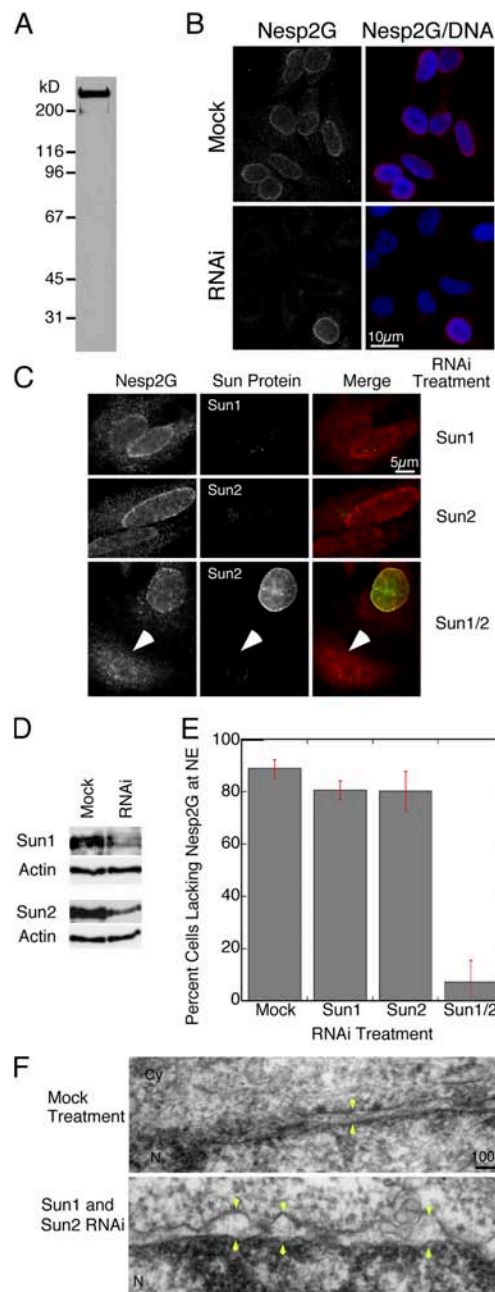 A
kD
200
116
96
67
45
31
B
Nesp2G
Nesp2G/DNA
Mock
RNAi
10µm
C
Nesp2G
Sun Protein
Merge
RNAi
Treatment
Sun1
5µm
Sun1
Sun2
Sun2
Sun2
Sun1/2
D
Mock
RNAi
Sun1
Actin
Sun2
Actin
E
Percent Cells Lacking Nesp2G at NE
100
80
60
40
20
0
Mock
Sun1
Sun2
Sun1/2
RNAi Treatment
F
Mock
Treatment
Cy
N
100
Sun1 and
Sun2 RNAi
N